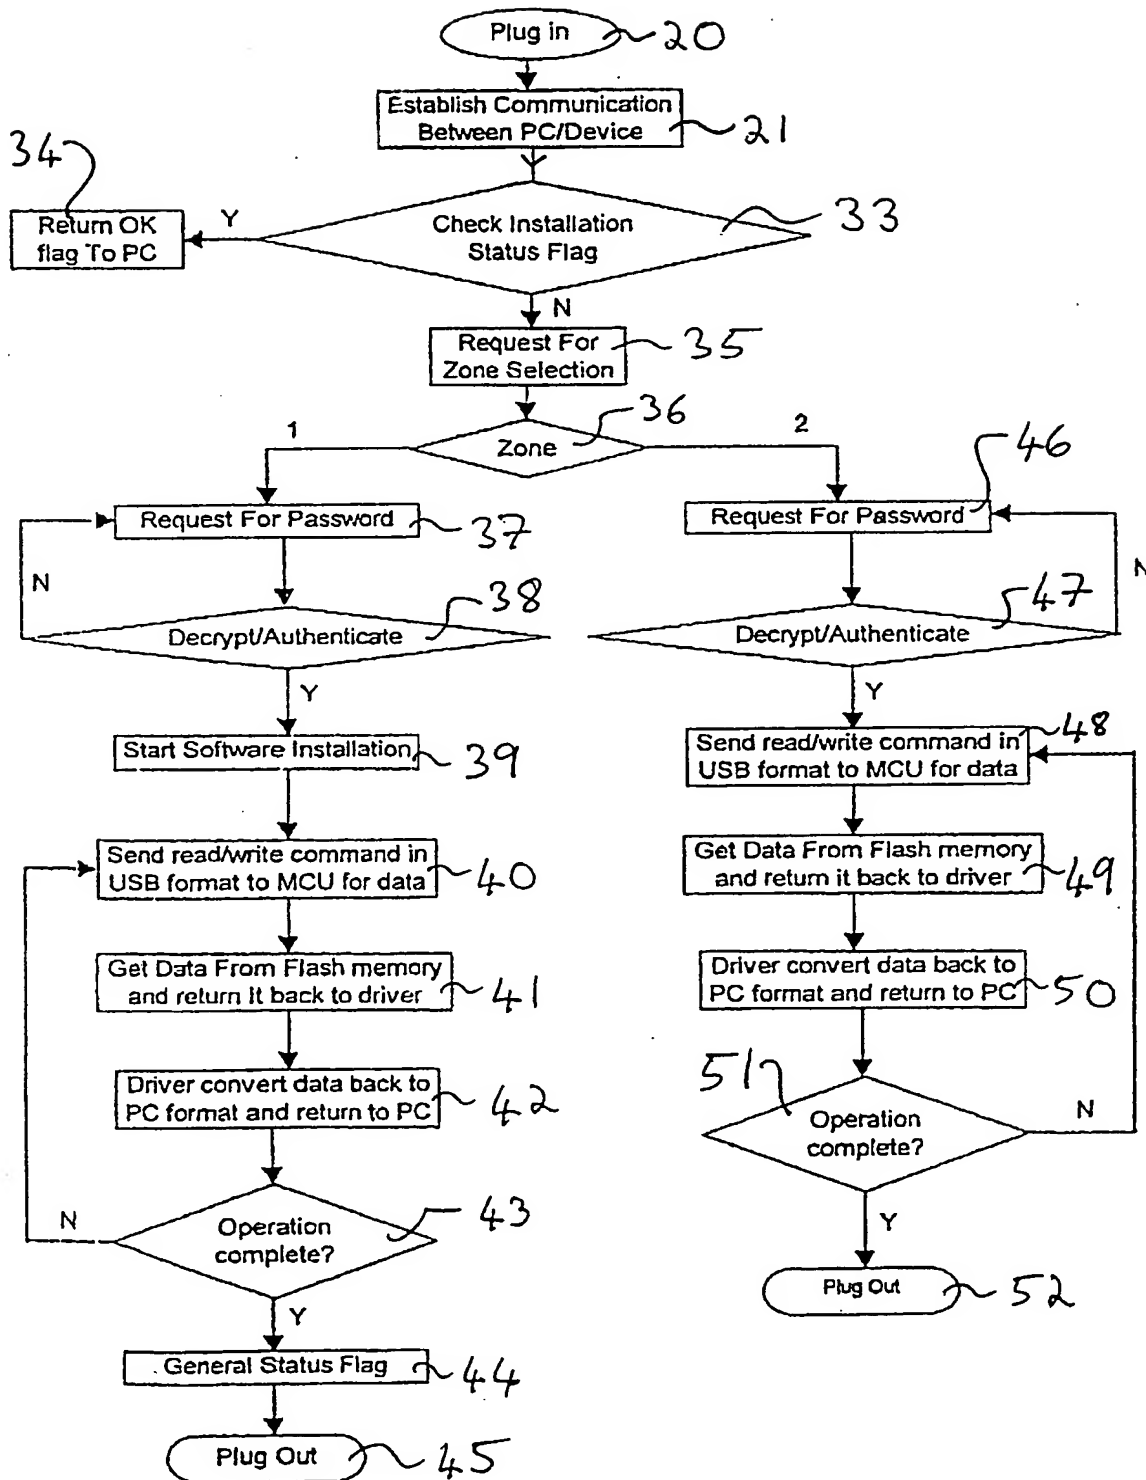 Plug in
20
Establish Communication
Between PC/Device
21
34
Return OK
flag To PC
Y
Check Installation
Status Flag
33
N
Request For
Zone Selection
35
36
1
Zone
2
46
Request For Password
37
Request For Password
N
38
Decrypt/Authenticate
47
Decrypt/Authenticate
N
Y
Y
Start Software Installation
39
48
Send read/write command in
USB format to MCU for data
Send read/write command in
USB format to MCU for data
40
Get Data From Flash memory
and return it back to driver
49
Get Data From Flash memory
and return it back to driver
41
Driver convert data back to
PC format and return to PC
50
Driver convert data back to
PC format and return to PC
42
51
Operation
complete?
N
N
Operation
complete?
43
Y
Y
Plug Out
52
General Status Flag
44
Plug Out
45